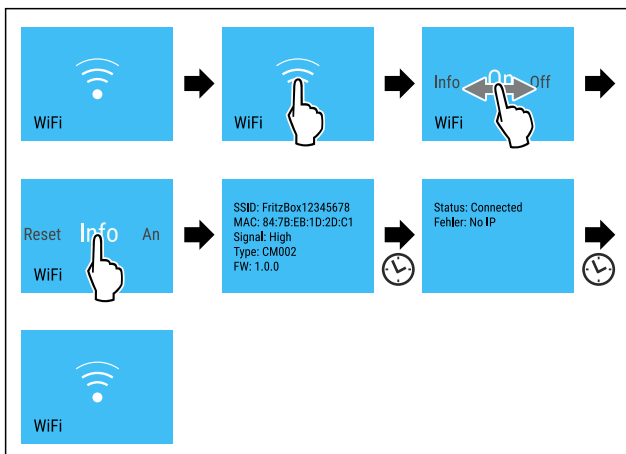 WiFi
WiFi
Info On Off
WiFi
Reset Info An
WiFi
SSID: FritzBox12345678
MAC: 84:7B:EB:1D:2D:C1
Signal: High
Type: CM002
FW: 1.0.0
Status: Connected
Fehler: No IP
WiFi